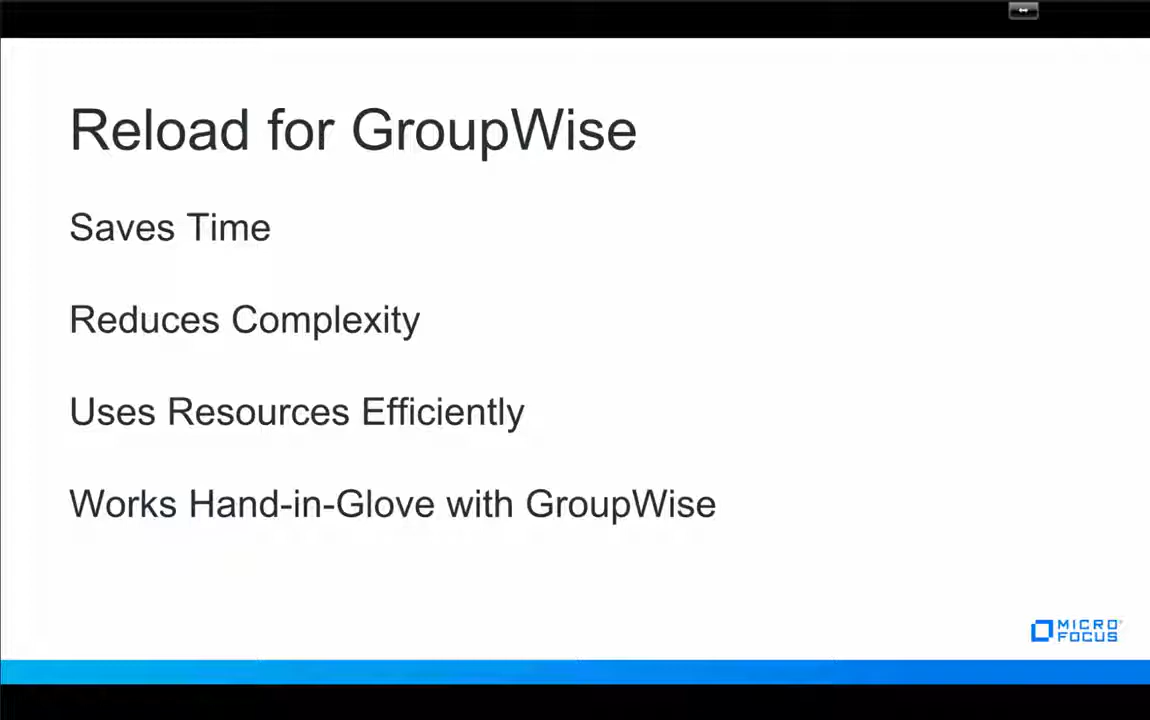 Reload for GroupWise
Saves Time
Reduces Complexity
Uses Resources Efficiently
Works Hand-in-Glove with GroupWise
MICRO
FOCUS